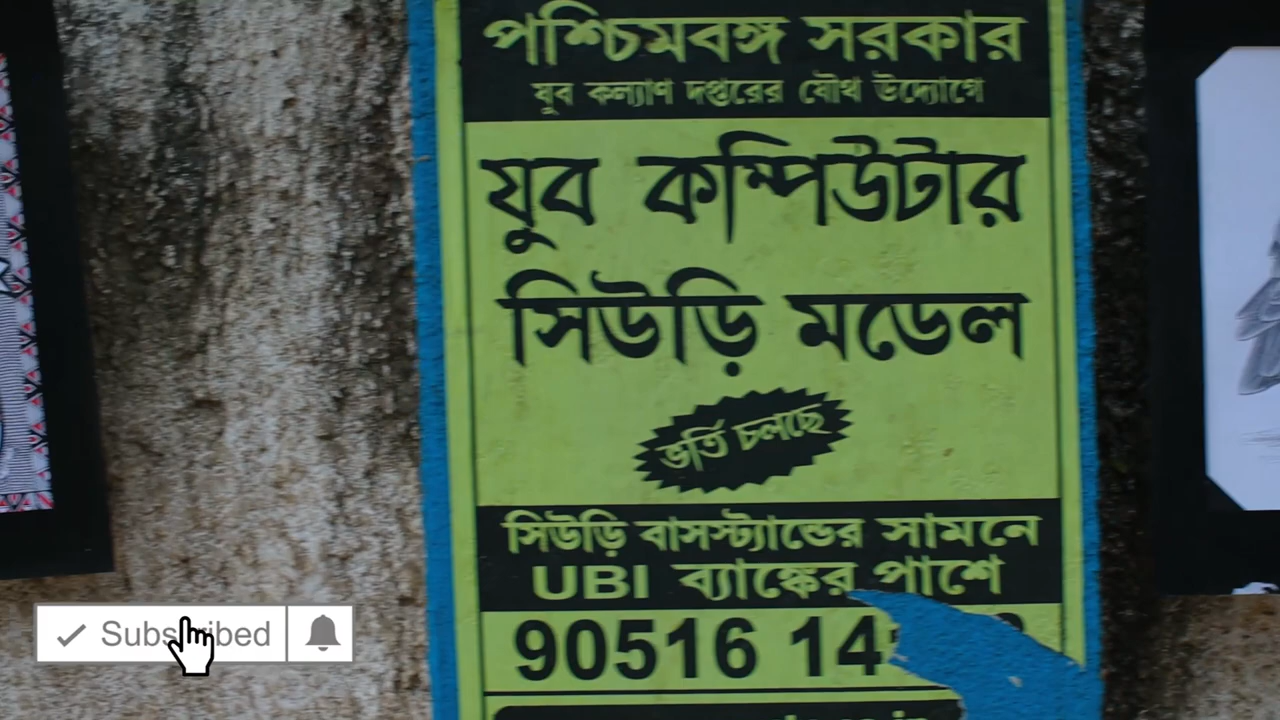 পশ্চিমবঙ্গ সরকার
যুব কল্যাণ দপ্তরের যৌথ উদ্যোগে
যুব কম্পিউটার
সিউড়ি মডেল
ভর্তি চলছে
সিউড়ি বাসস্ট্যান্ডের সামনে
UBI ব্যাঙ্কের পাশে
90516 14
Subscribed